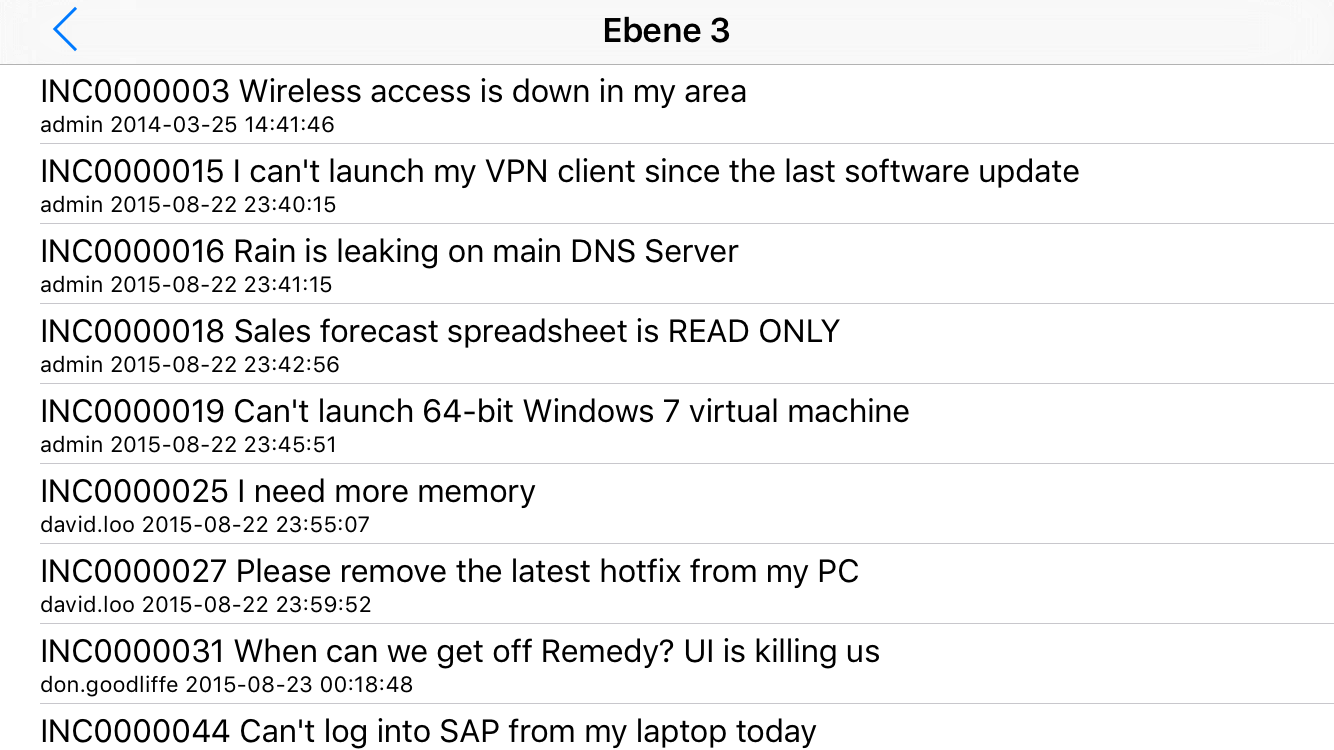 Ebene 3
INC0000003 Wireless access is down in my area
admin 2014-03-25 14:41:46
INC0000015 I can't launch my VPN client since the last software update
admin 2015-08-22 23:40:15
INC0000016 Rain is leaking on main DNS Server
admin 2015-08-22 23:41:15
INC0000018 Sales forecast spreadsheet is READ ONLY
admin 2015-08-22 23:42:56
INC0000019 Can't launch 64-bit Windows 7 virtual machine
admin 2015-08-22 23:45:51
INC0000025 I need more memory
david.loo 2015-08-22 23:55:07
INC0000027 Please remove the latest hotfix from my PC
david.loo 2015-08-22 23:59:52
INC0000031 When can we get off Remedy? UI is killing us
don.goodliffe 2015-08-23 00:18:48
INC0000044 Can't log into SAP from my laptop today